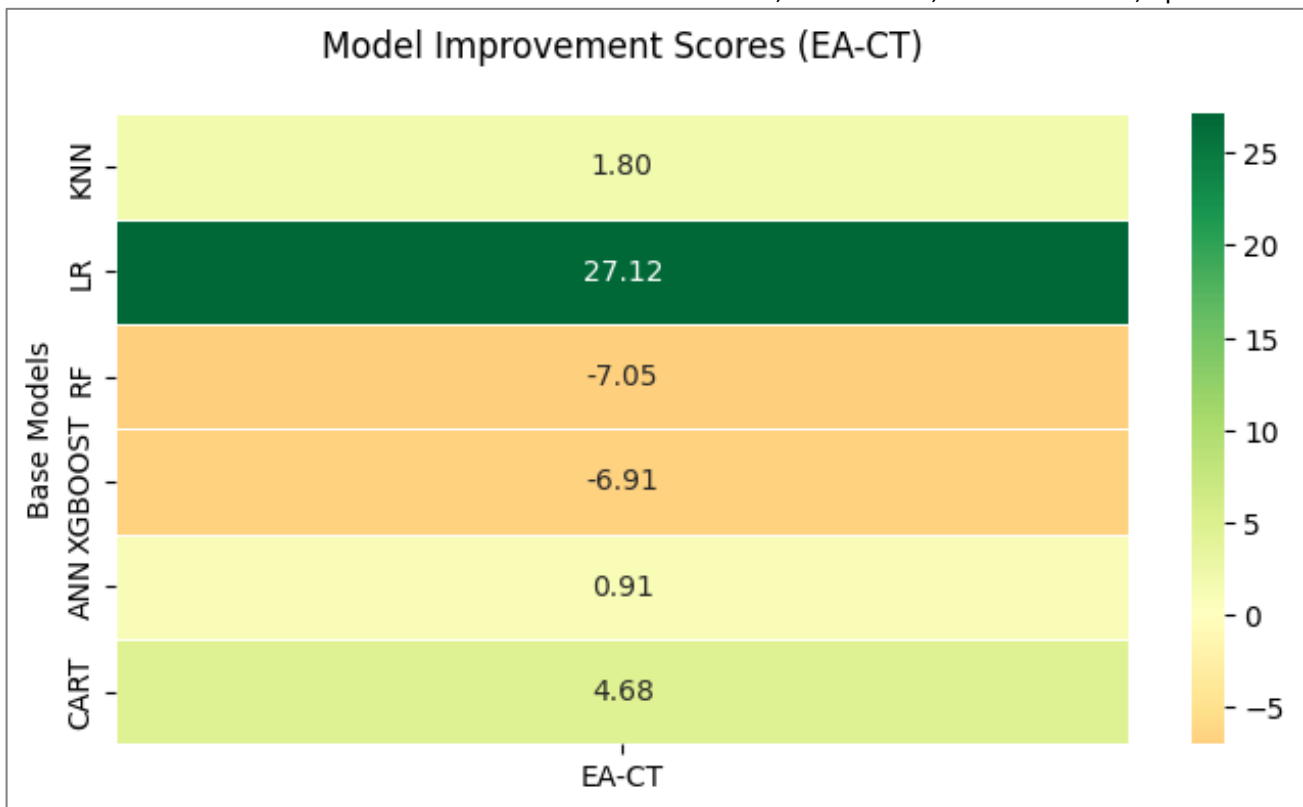 Model Improvement Scores (EA-CT)
KNN
1.80
LR
27.12
RF
-7.05
XGBOOST
-6.91
ANN
0.91
CART
4.68
Base Models
EA-CT
25
20
15
10
5
0
−5